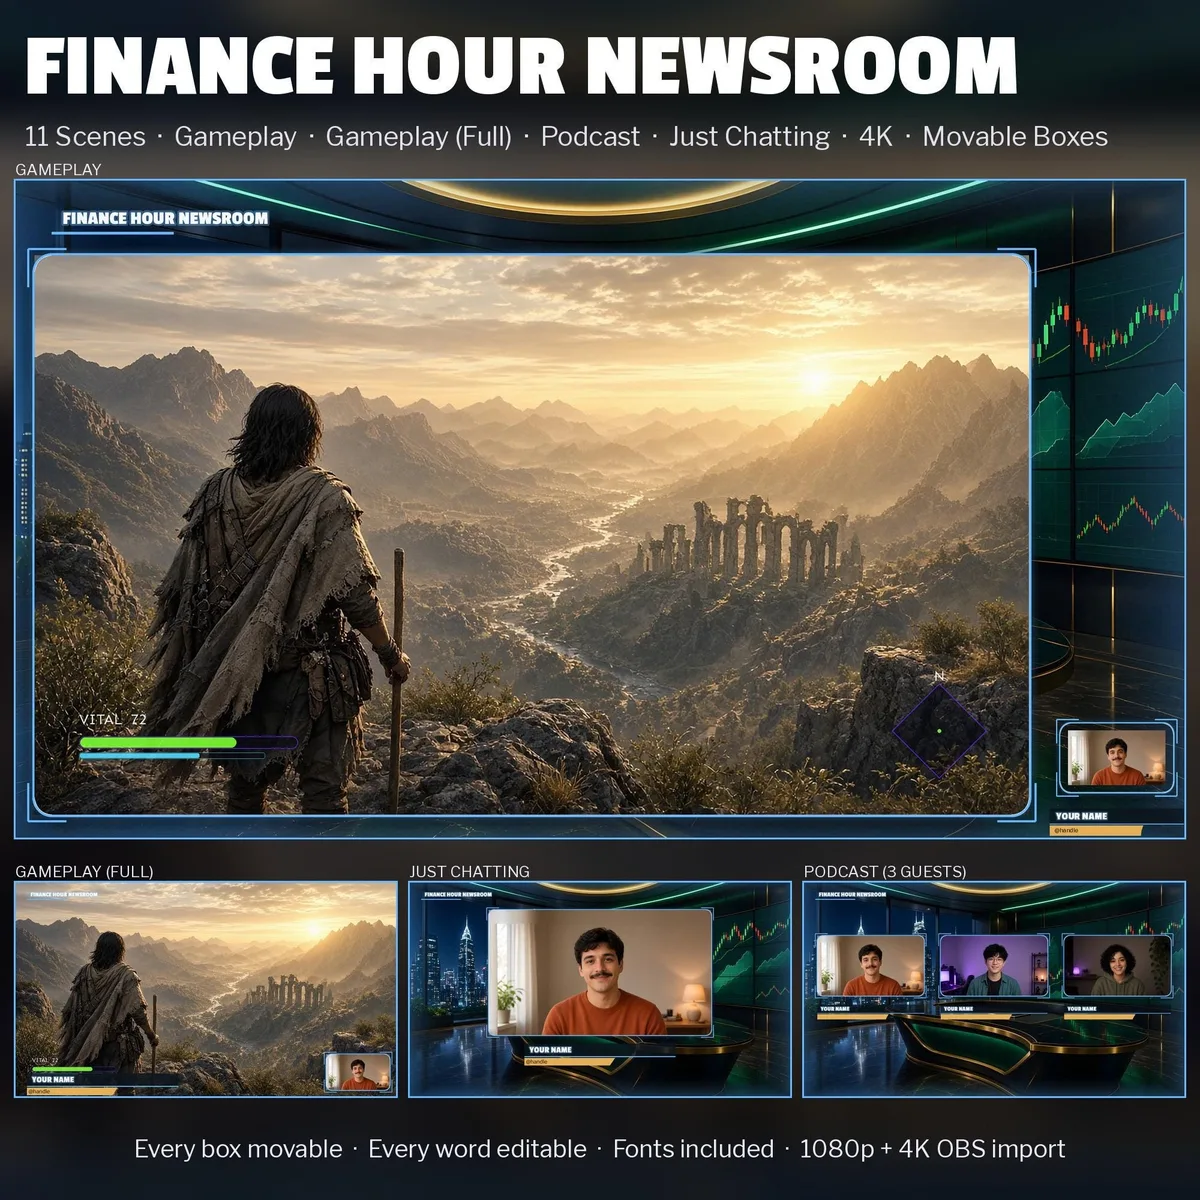 FINANCE HOUR NEWSROOM
11 Scenes · Gameplay · Gameplay (Full) · Podcast · Just Chatting · 4K · Movable Boxes
GAMEPLAY
FINANCE HOUR NEWSROOM
N
VITAL 72
YOUR NAME
@handle
GAMEPLAY (FULL)
FINANCE HOUR NEWSROOM
VITAL 72
YOUR NAME
@handle
JUST CHATTING
FINANCE HOUR NEWSROOM
YOUR NAME
@handle
PODCAST (3 GUESTS)
FINANCE HOUR NEWSROOM
YOUR NAME
YOUR NAME
YOUR NAME
Every box movable · Every word editable · Fonts included · 1080p + 4K OBS import